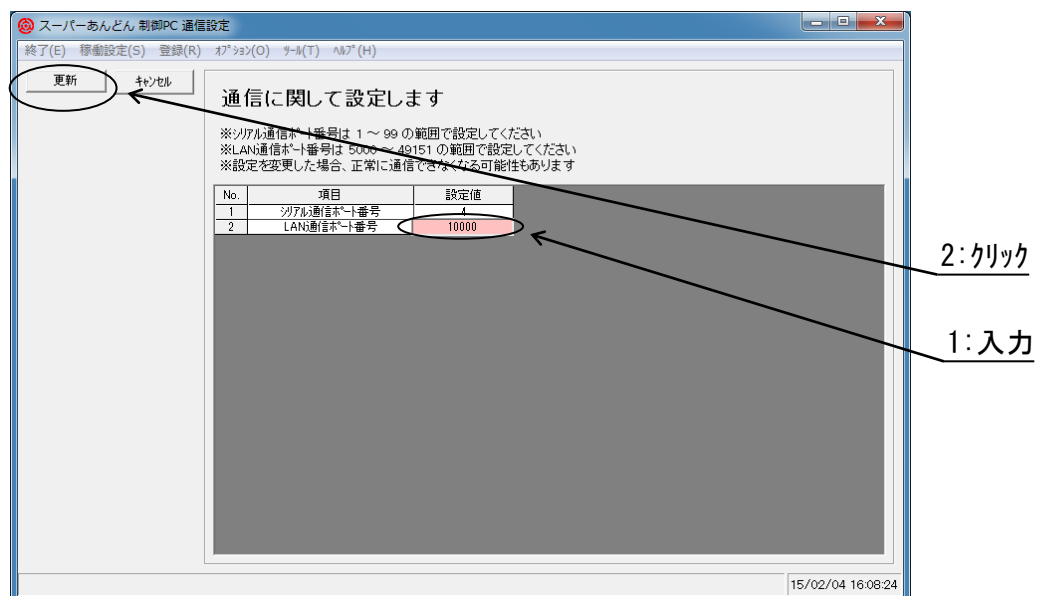 スーパーあんどん 制御PC 通信設定
終了(E) 稼働設定(S) 登録(R) ｵﾌﾟｼｮﾝ(O) ﾂｰﾙ(T) ﾍﾙﾌﾟ(H)
更新 ｷｬﾝｾﾙ
通信に関して設定します
※ｼﾘｱﾙ通信ﾎﾟｰﾄ番号は 1 ～ 99 の範囲で設定してください
※LAN通信ﾎﾟｰﾄ番号は 5000 ～ 49151 の範囲で設定してください
※設定を変更した場合、正常に通信できなくなる可能性もあります
No. 項目 設定値
1 ｼﾘｱﾙ通信ﾎﾟｰﾄ番号 4
2 LAN通信ﾎﾟｰﾄ番号 10000
2:ｸﾘｯｸ
1:入力
15/02/04 16:08:24